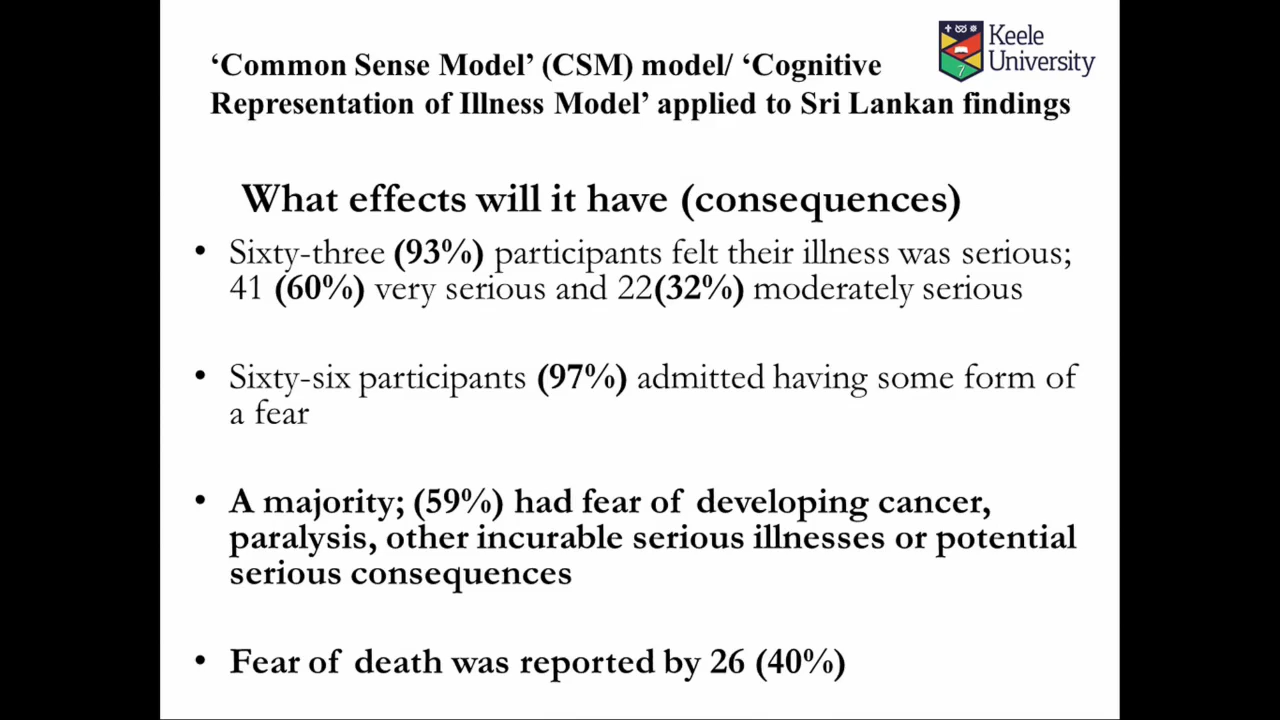 Keele
University
‘Common Sense Model’ (CSM) model/ ‘Cognitive
Representation of Illness Model’ applied to Sri Lankan findings
What effects will it have (consequences)
• Sixty-three (93%) participants felt their illness was serious;
41 (60%) very serious and 22(32%) moderately serious
• Sixty-six participants (97%) admitted having some form of
a fear
• A majority; (59%) had fear of developing cancer,
paralysis, other incurable serious illnesses or potential
serious consequences
• Fear of death was reported by 26 (40%)